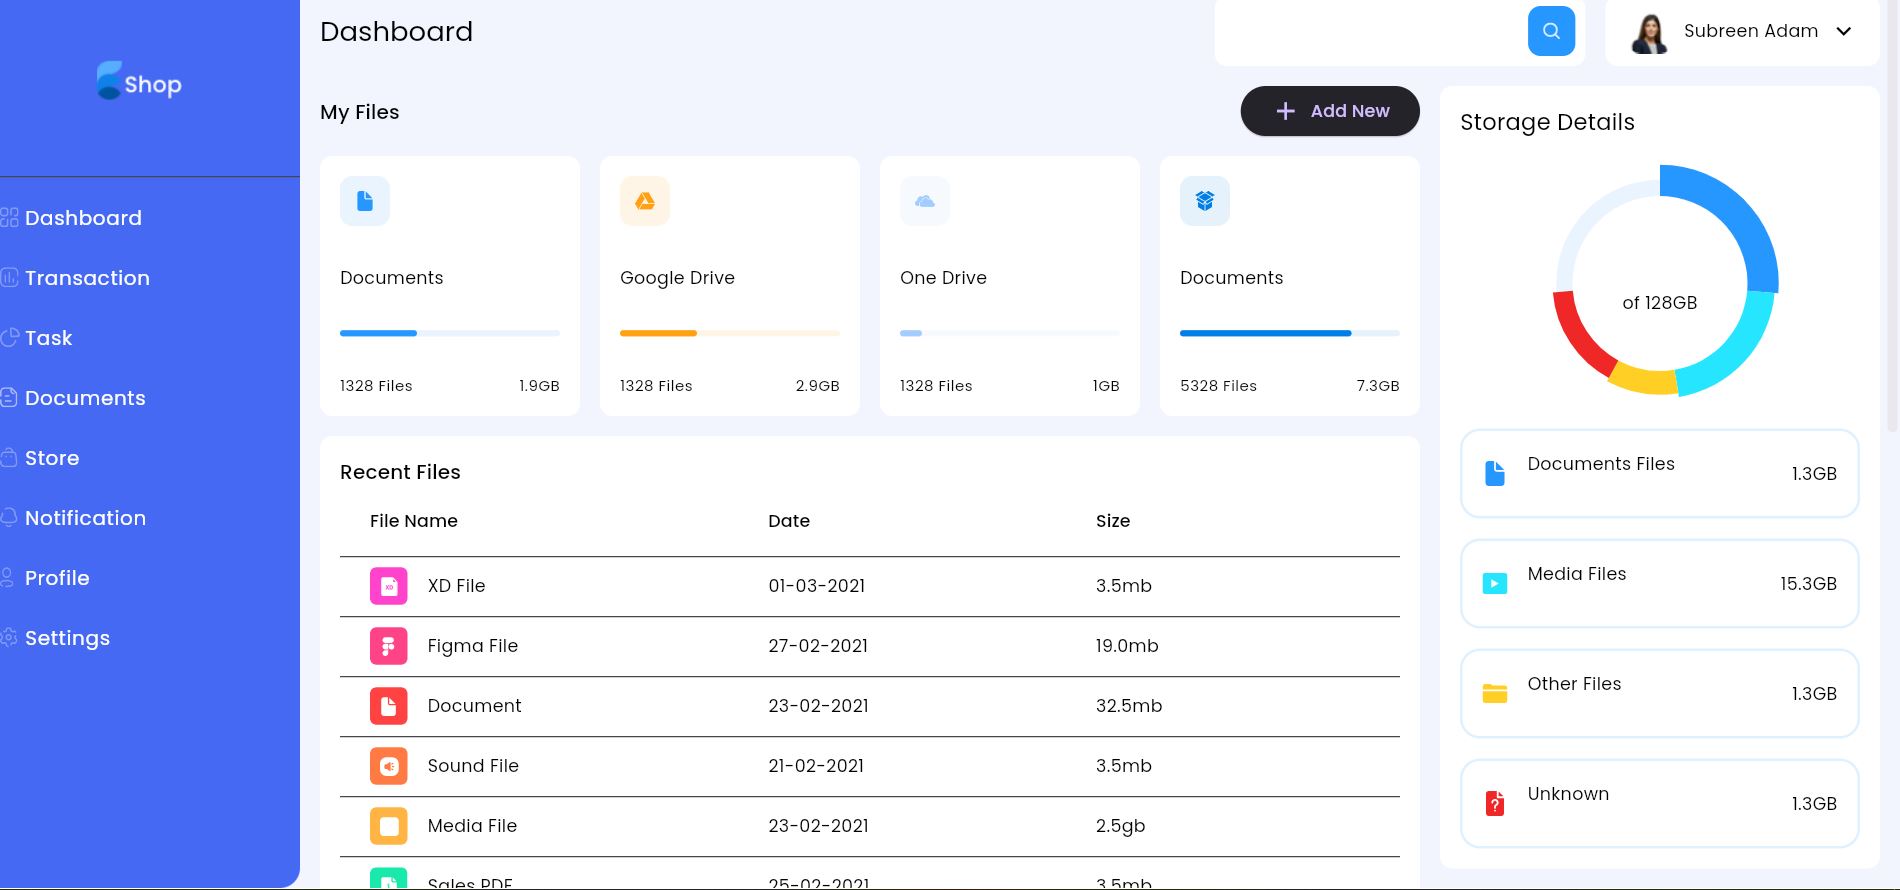 Shop
Dashboard
Transaction
Task
Documents
Store
Notification
Profile
Settings
Dashboard
Subreen Adam
My Files
Add New
Documents
1328 Files 1.9GB
Google Drive
1328 Files 2.9GB
One Drive
1328 Files 1GB
Documents
5328 Files 7.3GB
Recent Files
File Name Date Size
XD File 01-03-2021 3.5mb
Figma File 27-02-2021 19.0mb
Document 23-02-2021 32.5mb
Sound File 21-02-2021 3.5mb
Media File 23-02-2021 2.5gb
Sales PDF 25-02-2021 3.5mb
Storage Details
of 128GB
Documents Files 1.3GB
Media Files 15.3GB
Other Files 1.3GB
Unknown 1.3GB